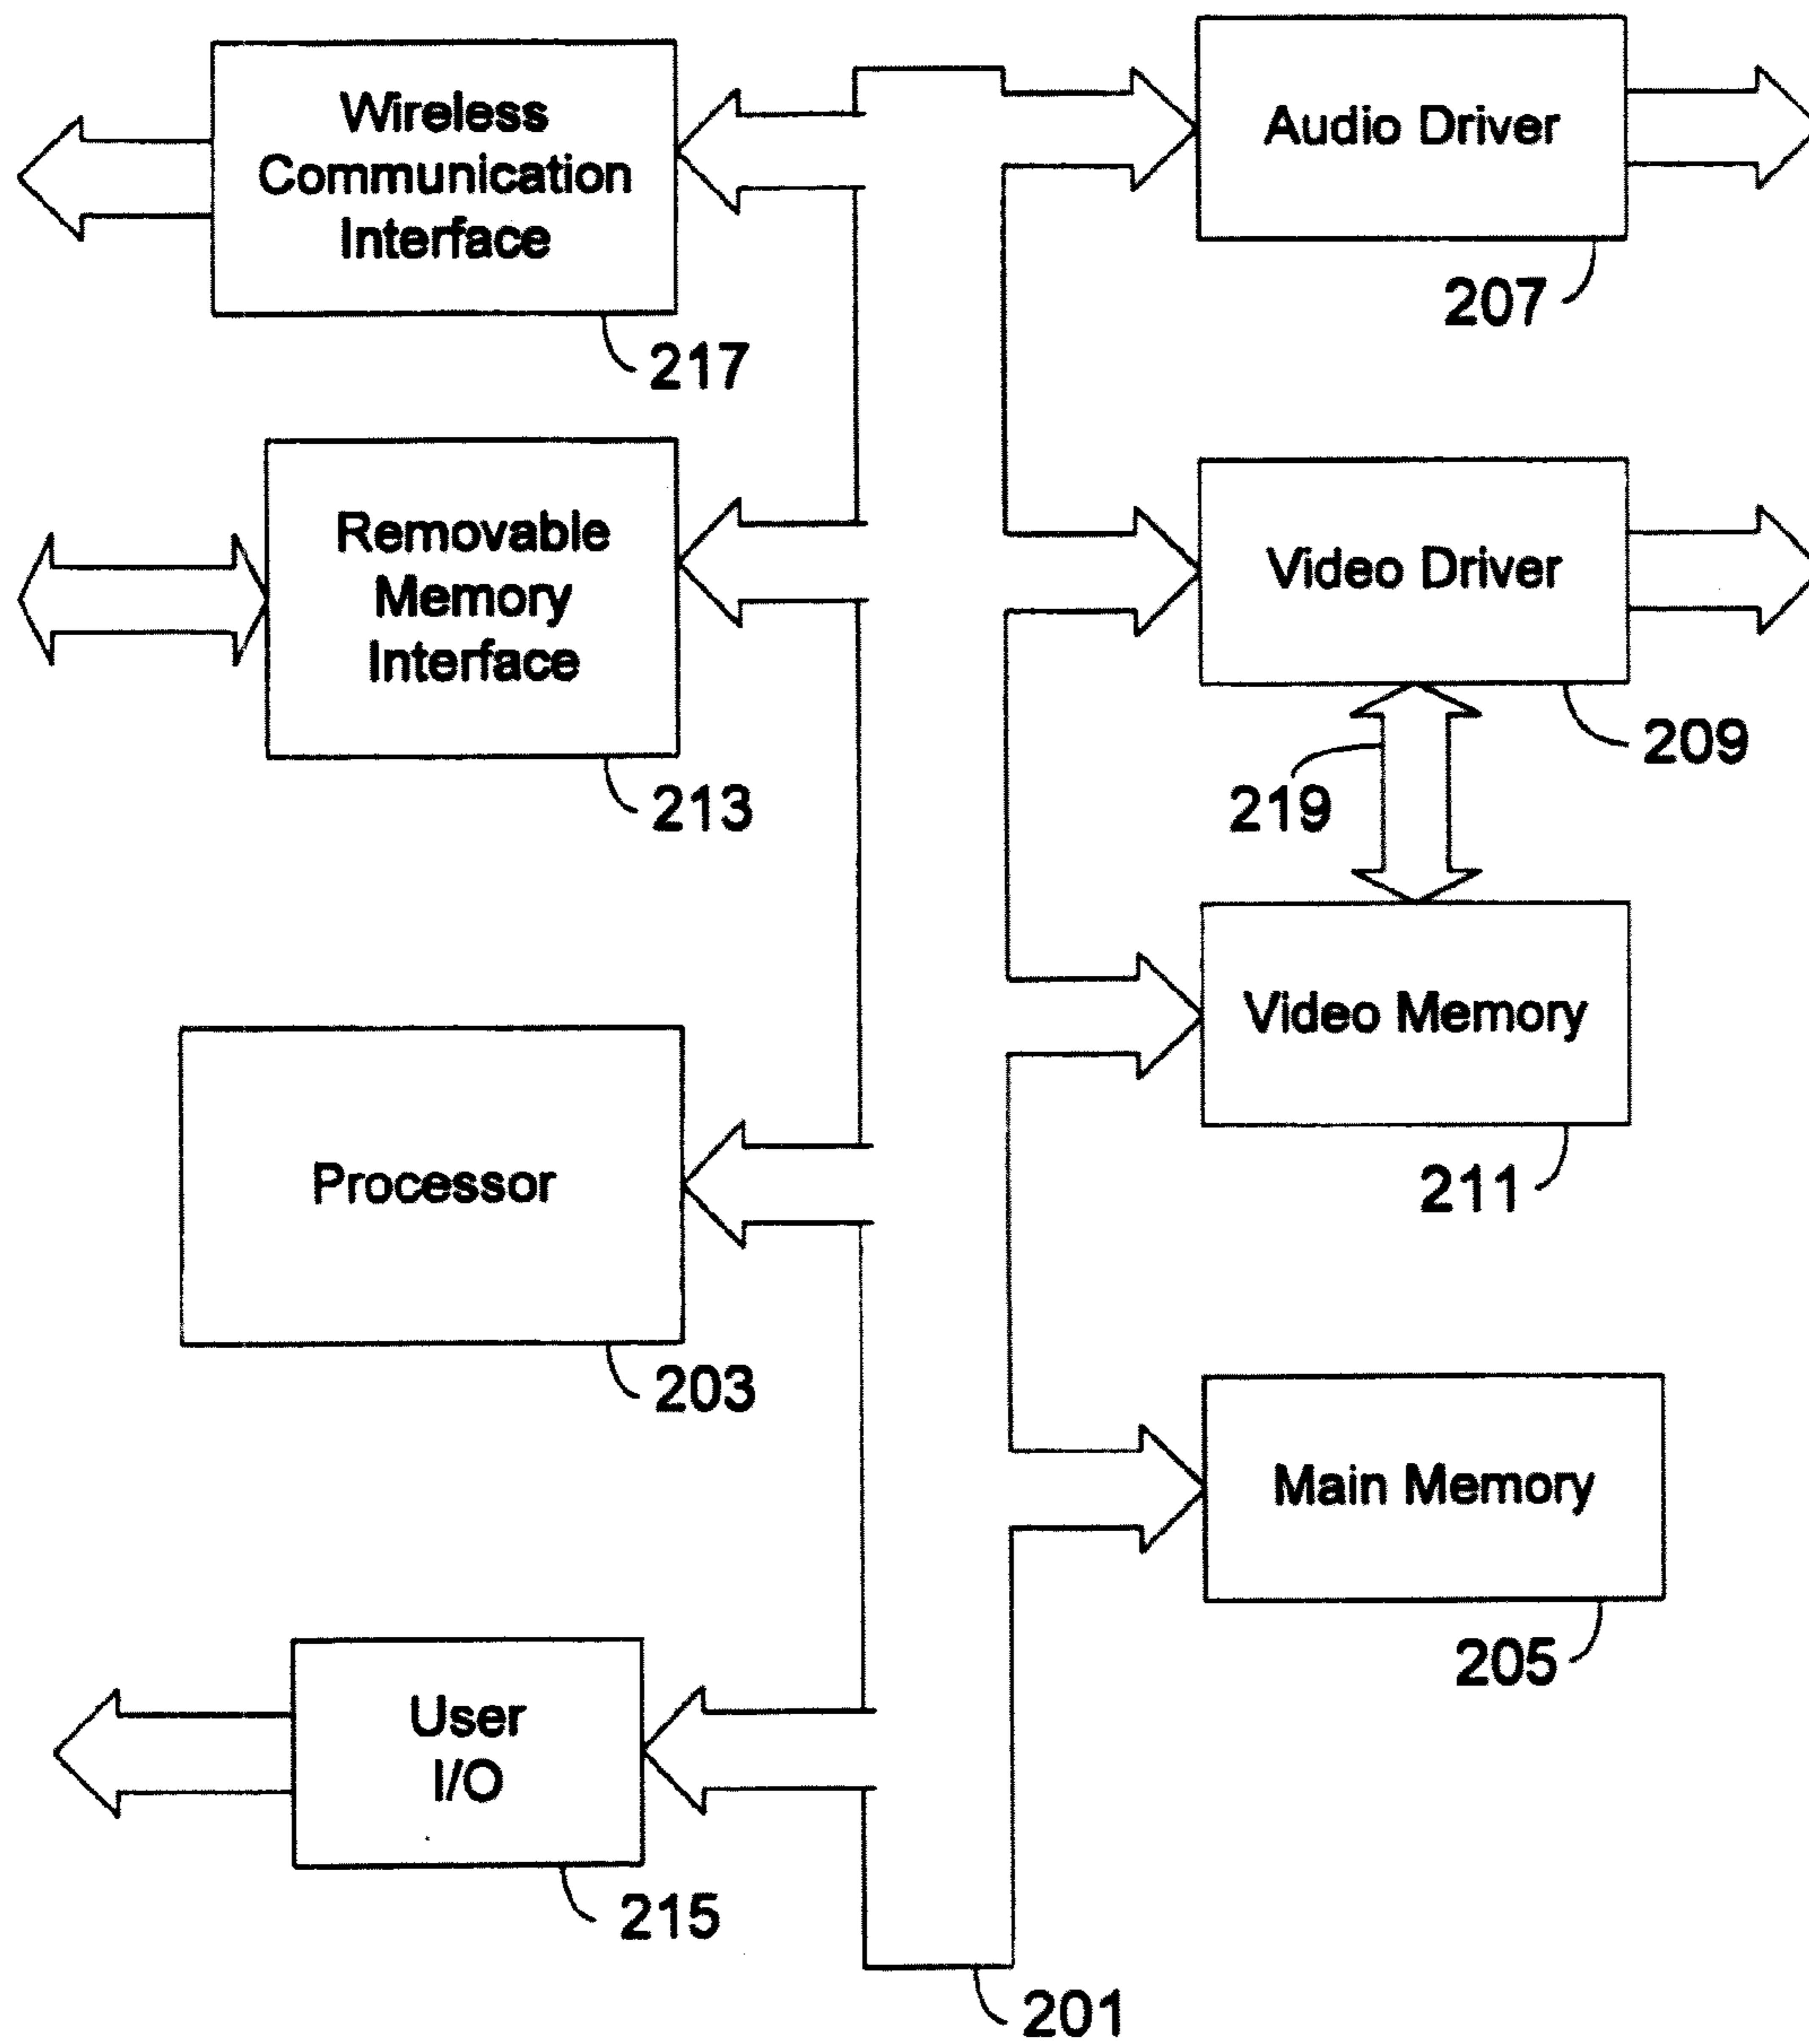 Wireless
Communication
Interface
217
Audio Driver
207
Removable
Memory
Interface
213
Video Driver
209
219
Video Memory
211
Processor
203
Main Memory
205
User
I/O
215
201